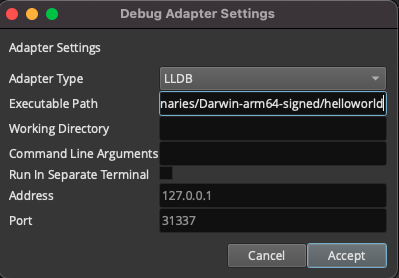 Debug Adapter Settings
Adapter Settings
Adapter Type LLDB
Executable Path naries/Darwin-arm64-signed/helloworld
Working Directory
Command Line Arguments
Run In Separate Terminal
Address 127.0.0.1
Port 31337
Cancel Accept